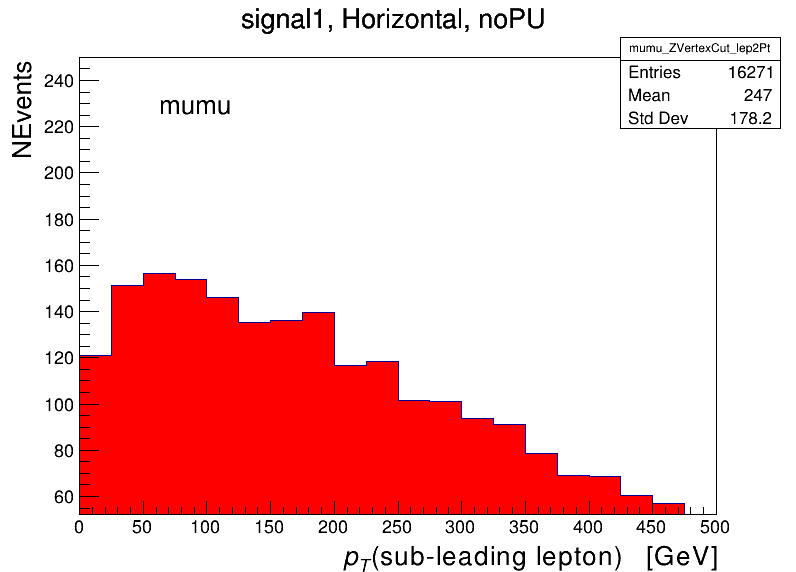 signal1, Horizontal, noPU
mumu_ZVertexCut_lep2Pt
Entries 16271
Mean 247
Std Dev 178.2
NEvents
mumu
240
220
200
180
160
140
120
100
80
60
0 50 100 150 200 250 300 350 400 450 500
p_T(sub-leading lepton) [GeV]